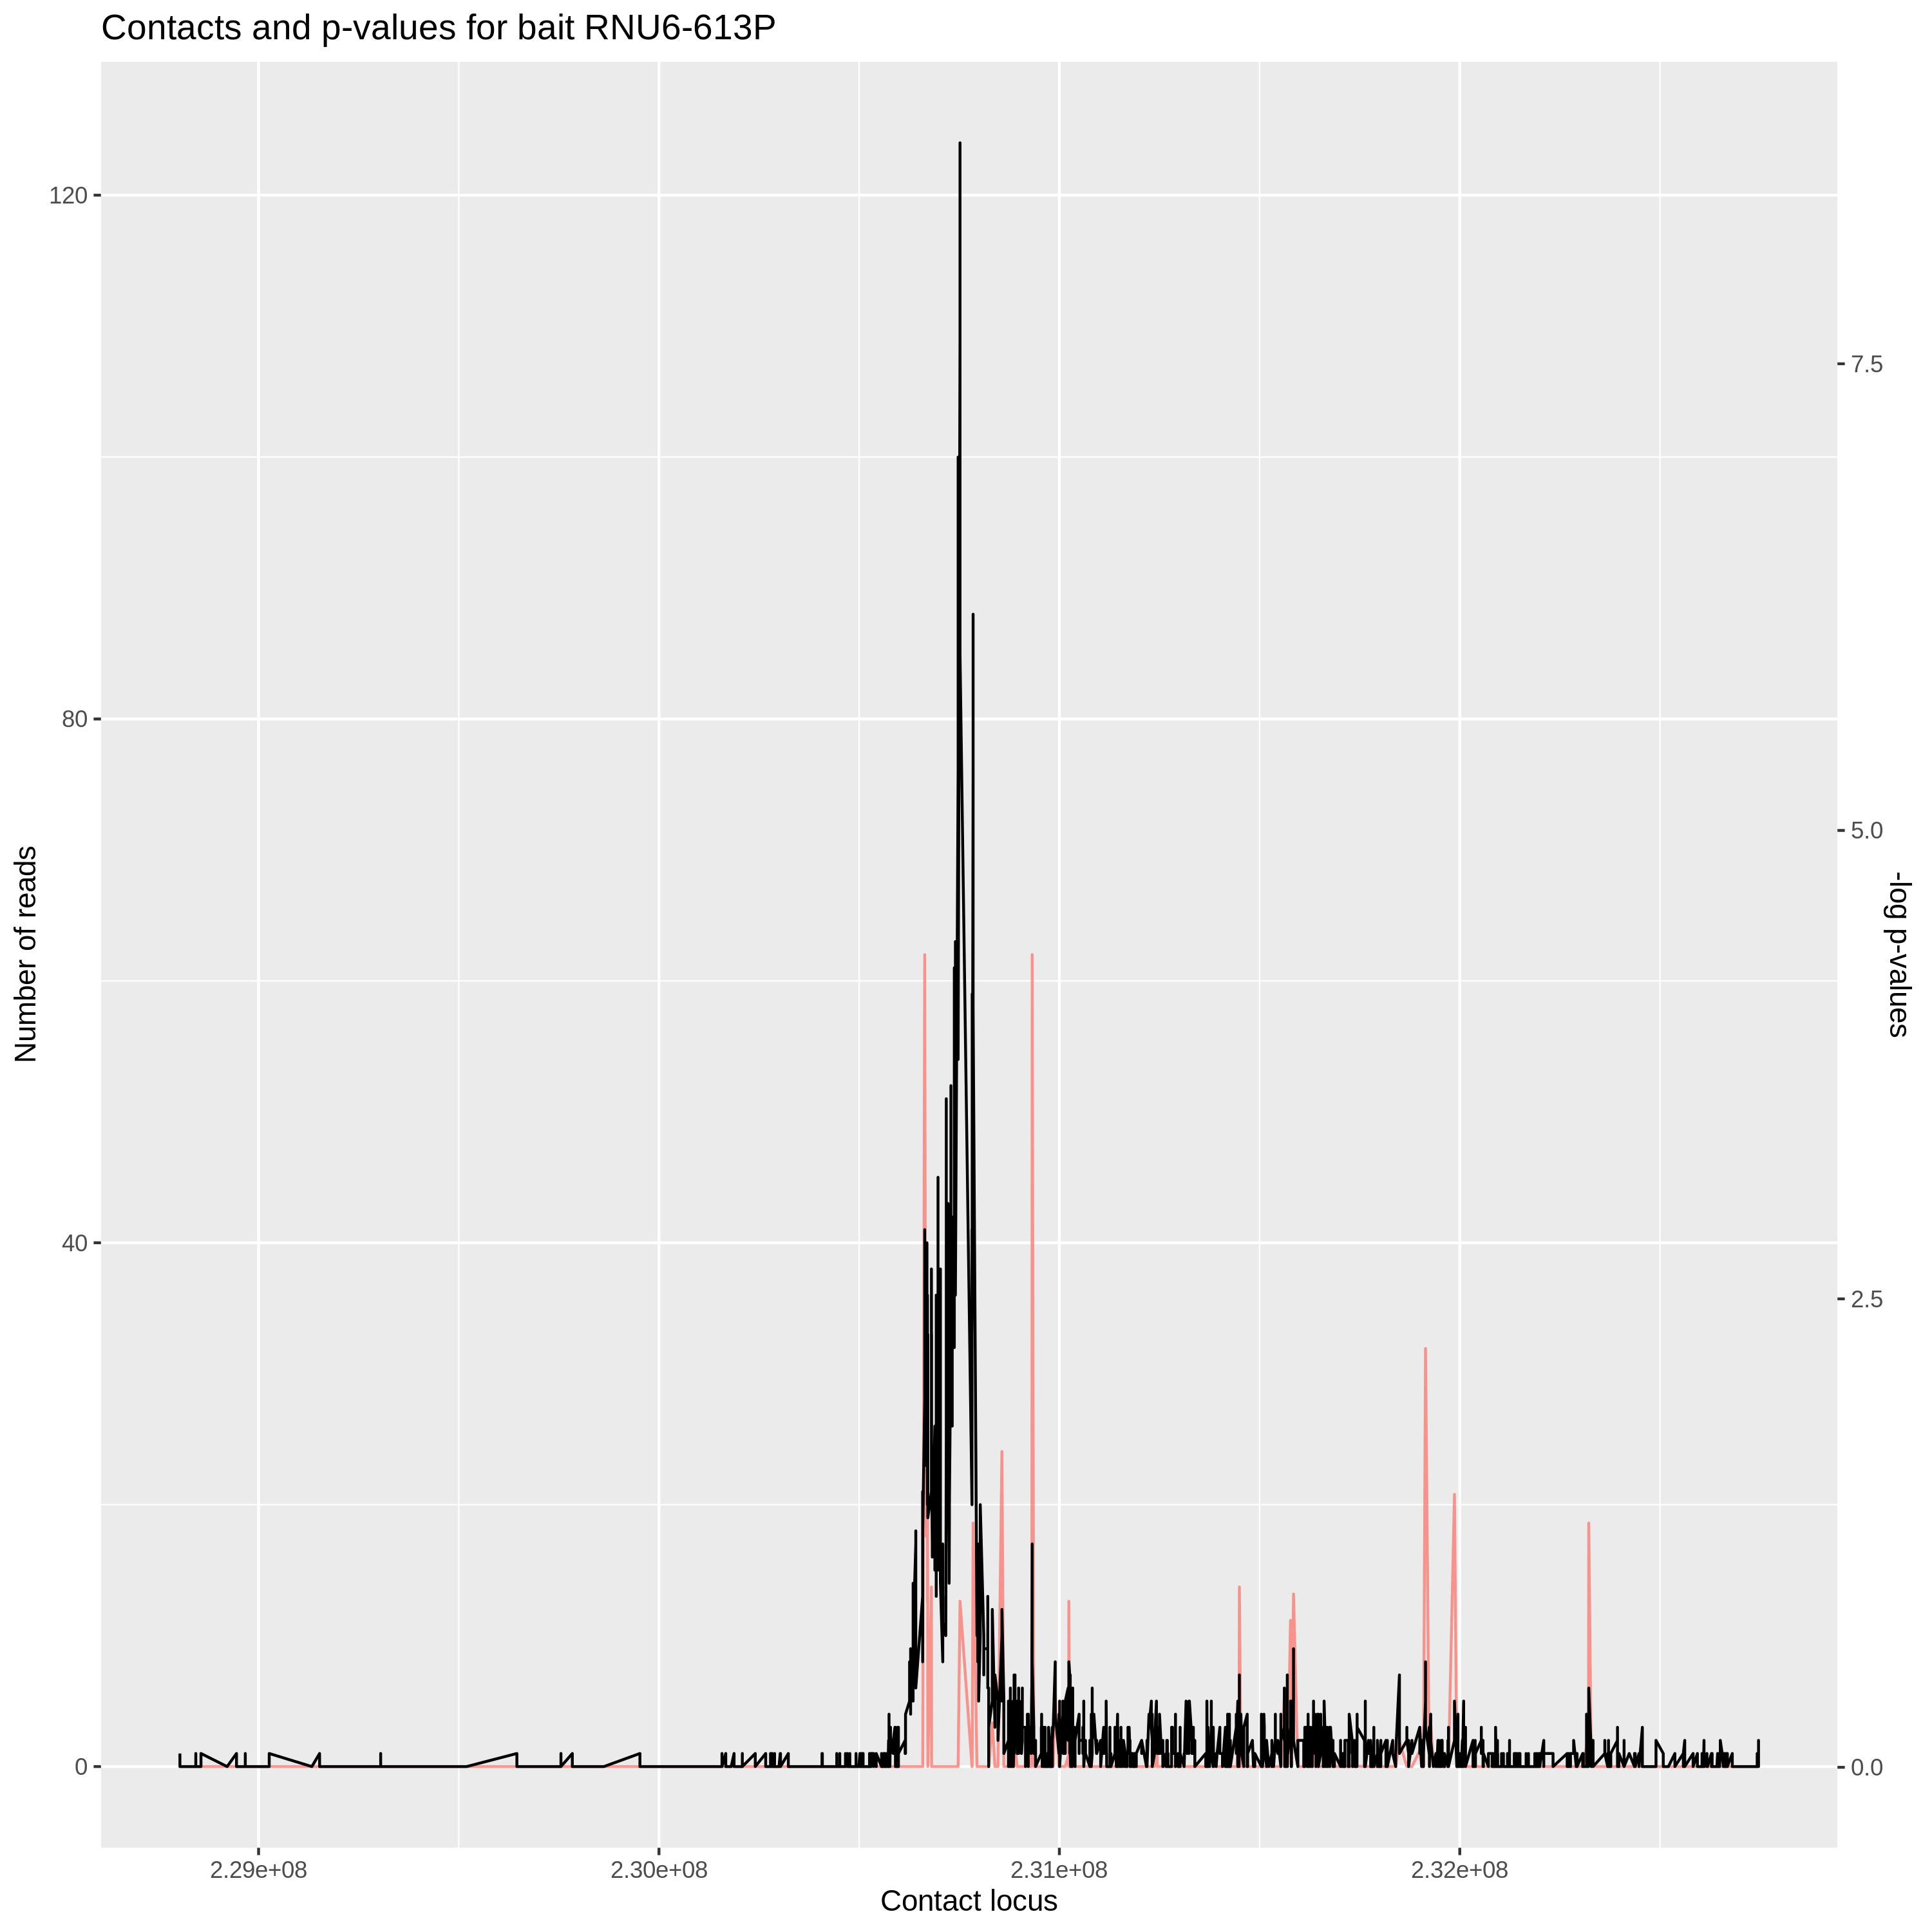 Contacts and p-values for bait RNU6-613P
120
80
40
0
Number of reads
7.5
5.0
2.5
0.0
-log p-values
2.29e+08
2.30e+08
2.31e+08
2.32e+08
Contact locus